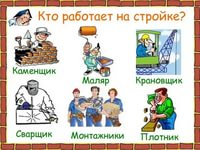 Кто работает на стройке?
Каменщик
Маляр
Крановщик
Сварщик
Монтажники
Плотник